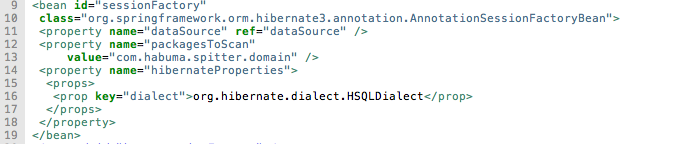 9 <bean id="sessionFactory"
10 class="org.springframework.orm.hibernate3.annotation.AnnotationSessionFactoryBean">
11 <property name="dataSource" ref="dataSource" />
12 <property name="packagesToScan"
13 value="com.habuma.spitter.domain" />
14 <property name="hibernateProperties">
15 <props>
16 <prop key="dialect">org.hibernate.dialect.HSQLDialect</prop>
17 </props>
18 </property>
19 </bean>